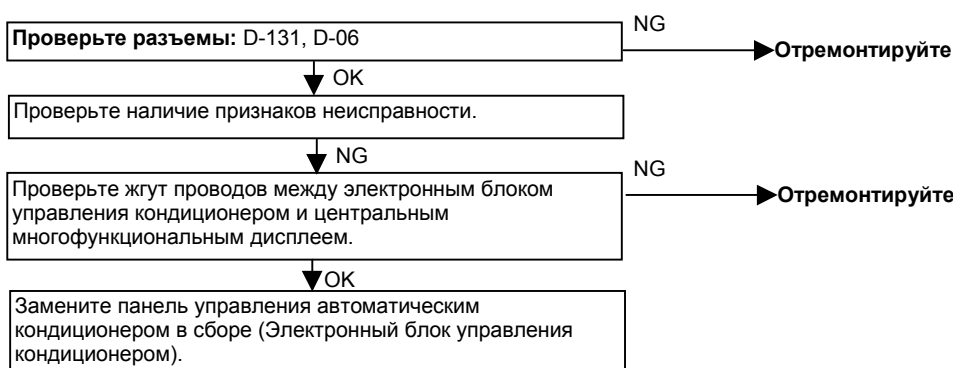 NG
Проверьте разъемы: D-131, D-06
Отремонтируйте
OK
Проверьте наличие признаков неисправности.
NG
NG
Проверьте жгут проводов между электронным блоком
управления кондиционером и центральным
многофункциональным дисплеем.
Отремонтируйте
OK
Замените панель управления автоматическим
кондиционером в сборе (Электронный блок управления
кондиционером).